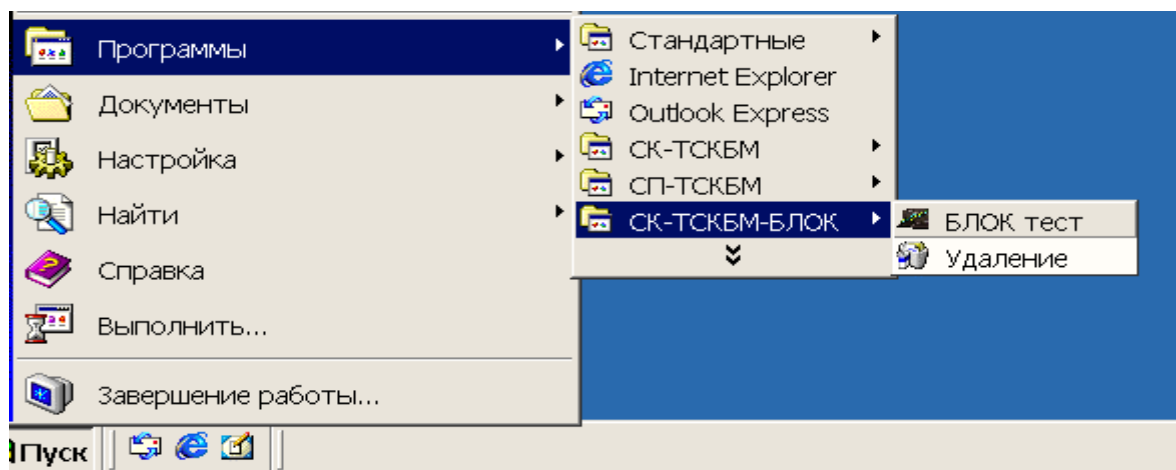 Программы
Документы
Настройка
Найти
Справка
Выполнить...
Завершение работы...
Пуск
Стандартные
Internet Explorer
Outlook Express
СК-ТСКБМ
СП-ТСКБМ
СК-ТСКБМ-БЛОК
БЛОК тест
Удаление